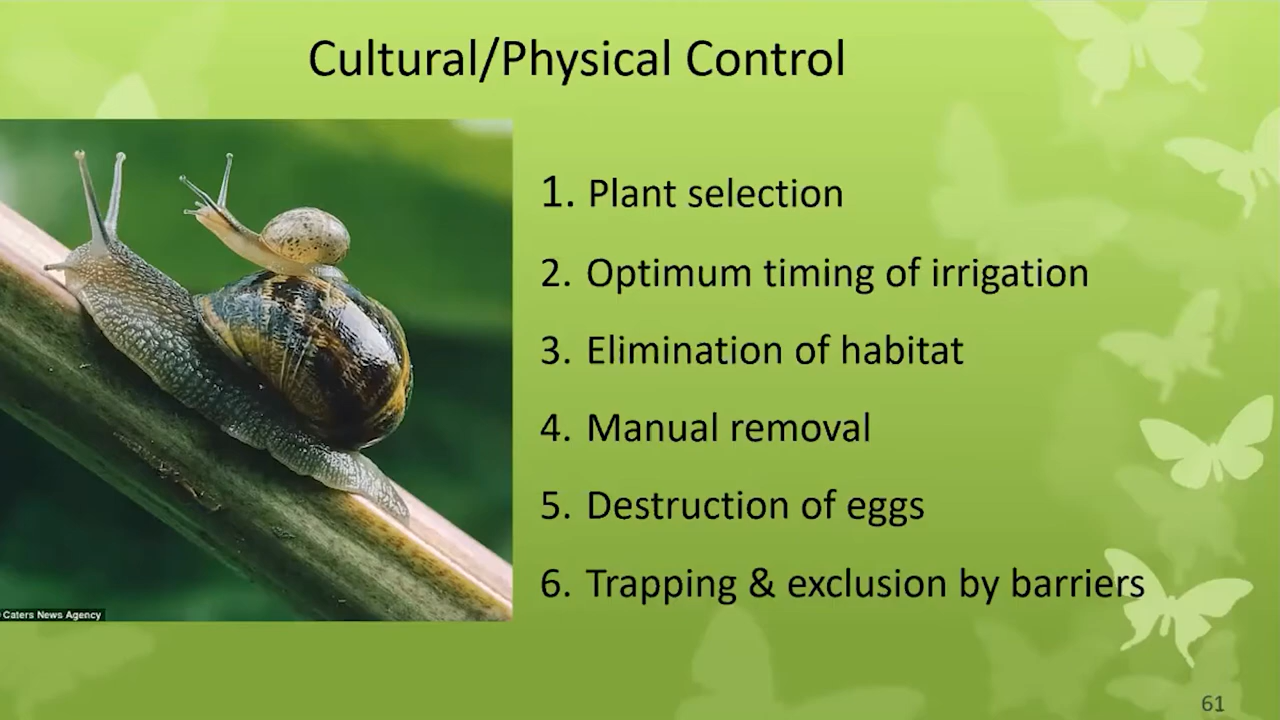 Cultural/Physical Control
1. Plant selection
2. Optimum timing of irrigation
3. Elimination of habitat
4. Manual removal
5. Destruction of eggs
6. Trapping & exclusion by barriers
Caters News Agency
61